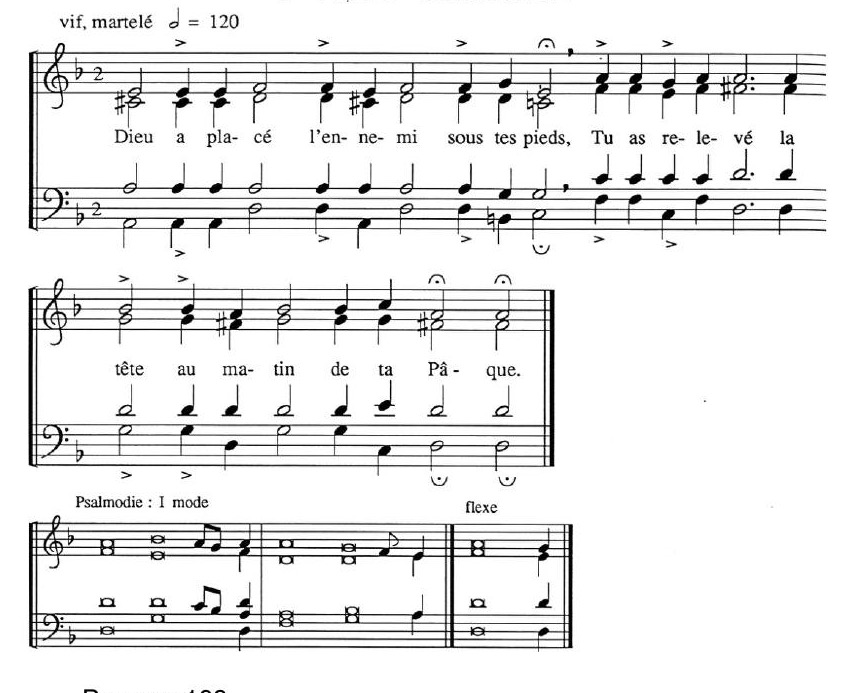 vif, martelé = 120
Dieu a pla- cé l'en- ne- mi sous tes pieds, Tu as re- le- vé la
tête au ma- tin de ta Pâ - que.
Psalmodie : I mode
flexe